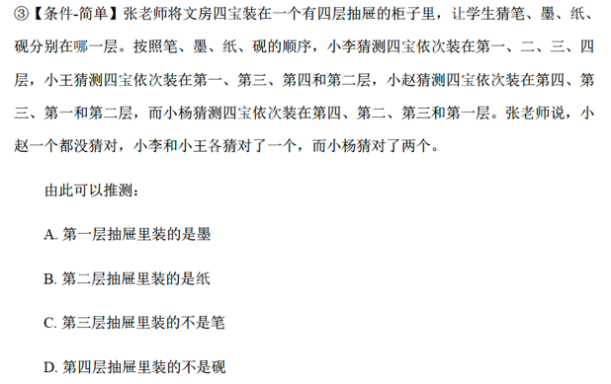 ③【条件-简单】张老师将文房四宝装在一个有四层抽屉的柜子里，让学生猜笔、墨、纸、
砚分别在哪一层。按照笔、墨、纸、砚的顺序，小李猜测四宝依次装在第一、二、三、四
层，小王猜测四宝依次装在第一、第三、第四和第二层，小赵猜测四宝依次装在第四、第
三、第一和第二层，而小杨猜测四宝依次装在第四、第二、第三和第一层。张老师说，小
赵一个都没猜对，小李和小王各猜对了一个，而小杨猜对了两个。
由此可以推测：
A. 第一层抽屉里装的是墨
B. 第二层抽屉里装的是纸
C. 第三层抽屉里装的不是笔
D. 第四层抽屉里装的不是砚